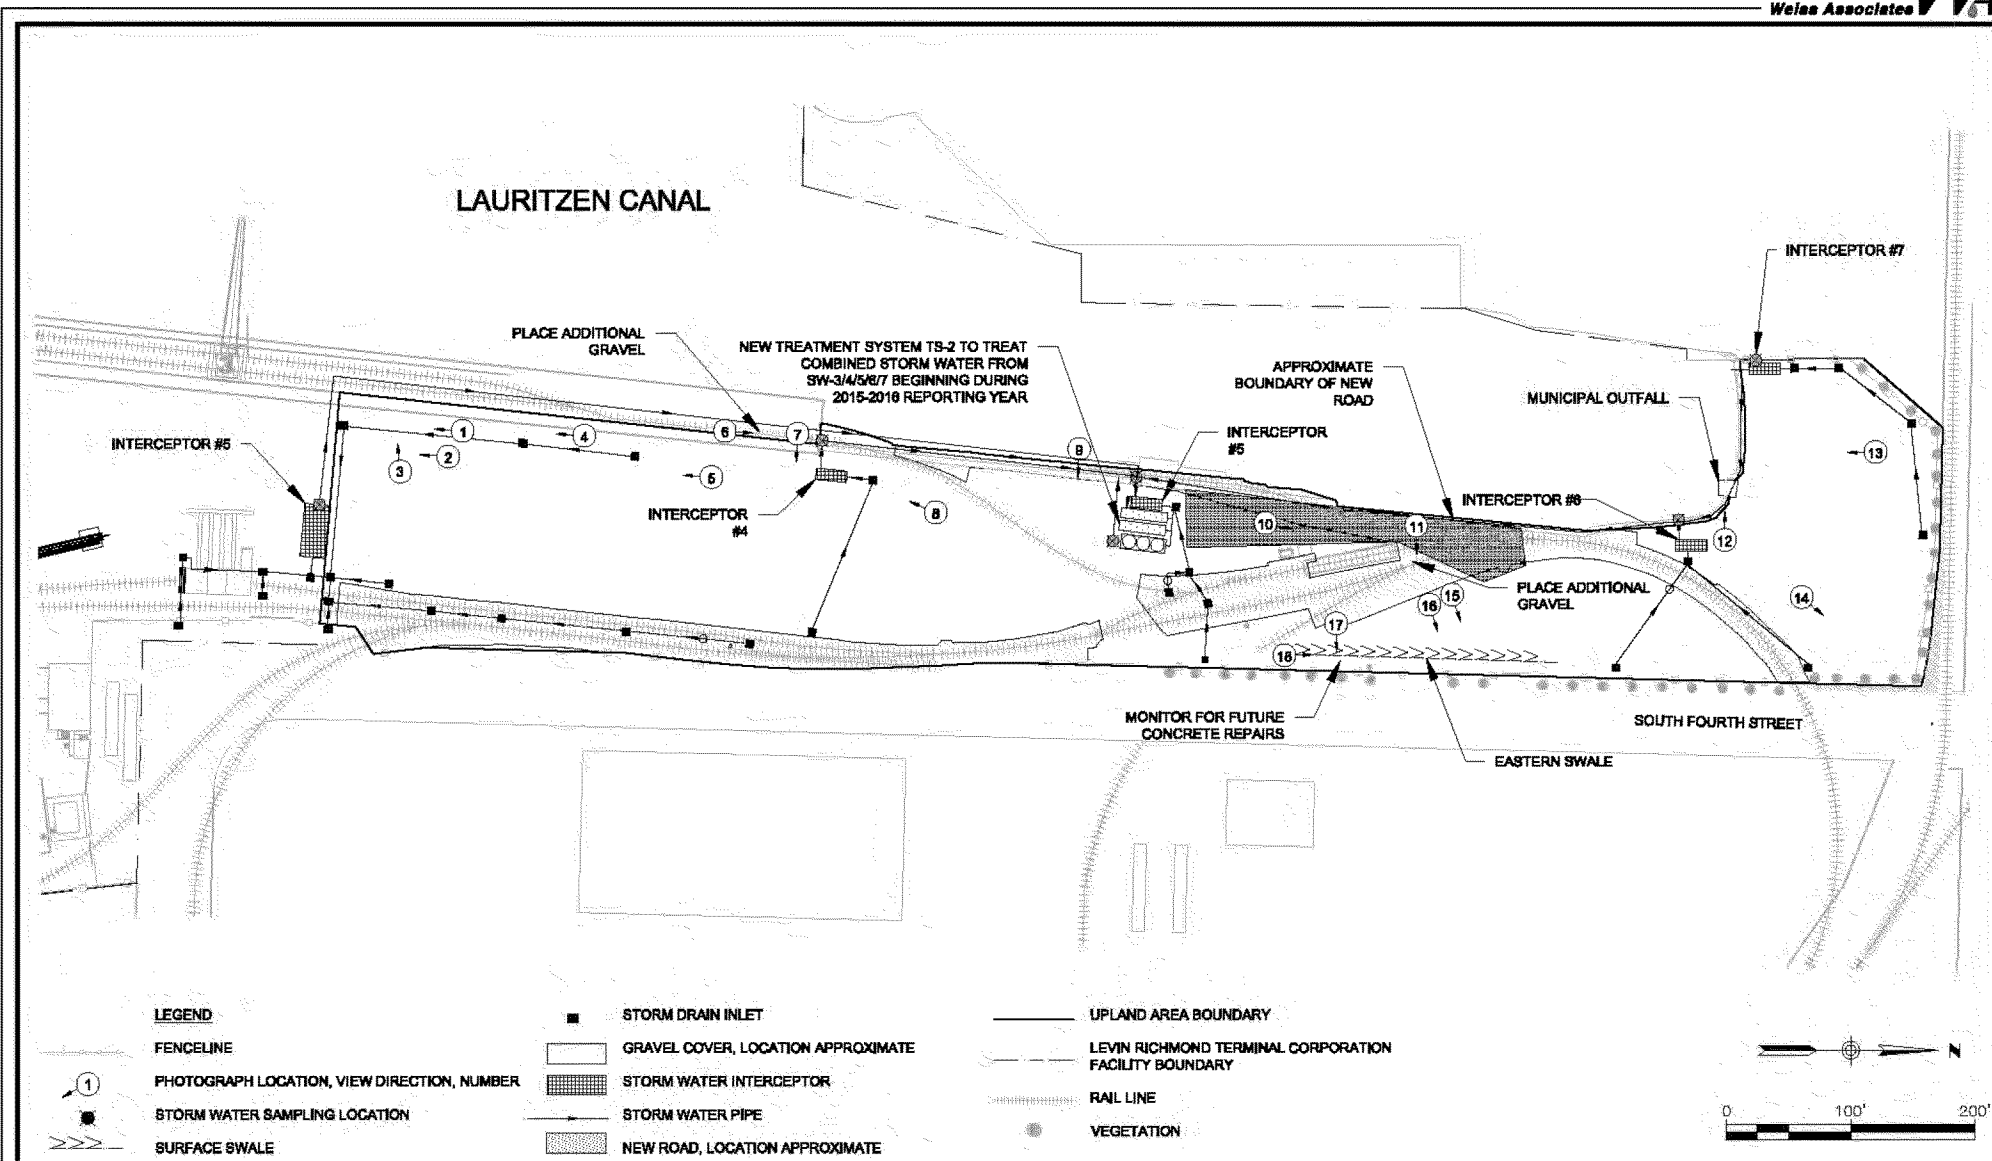 Weiss Associates
LAURITZEN CANAL
INTERCEPTOR #7
PLACE ADDITIONAL
GRAVEL
NEW TREATMENT SYSTEM TS-2 TO TREAT
COMBINED STORM WATER FROM
SW-3/4/5/6/7 BEGINNING DURING
2015-2016 REPORTING YEAR
APPROXIMATE
BOUNDARY OF NEW
ROAD
MUNICIPAL OUTFALL
INTERCEPTOR #5
1
2
3
4
5
6
7
8
9
INTERCEPTOR
#5
INTERCEPTOR
#4
INTERCEPTOR #6
10
11
12
13
14
PLACE ADDITIONAL
GRAVEL
15
16
17
18
MONITOR FOR FUTURE
CONCRETE REPAIRS
SOUTH FOURTH STREET
EASTERN SWALE
LEGEND
FENCELINE
1
PHOTOGRAPH LOCATION, VIEW DIRECTION, NUMBER
STORM WATER SAMPLING LOCATION
SURFACE SWALE
STORM DRAIN INLET
GRAVEL COVER, LOCATION APPROXIMATE
STORM WATER INTERCEPTOR
STORM WATER PIPE
NEW ROAD, LOCATION APPROXIMATE
UPLAND AREA BOUNDARY
LEVIN RICHMOND TERMINAL CORPORATION
FACILITY BOUNDARY
RAIL LINE
VEGETATION
N
0 100' 200'